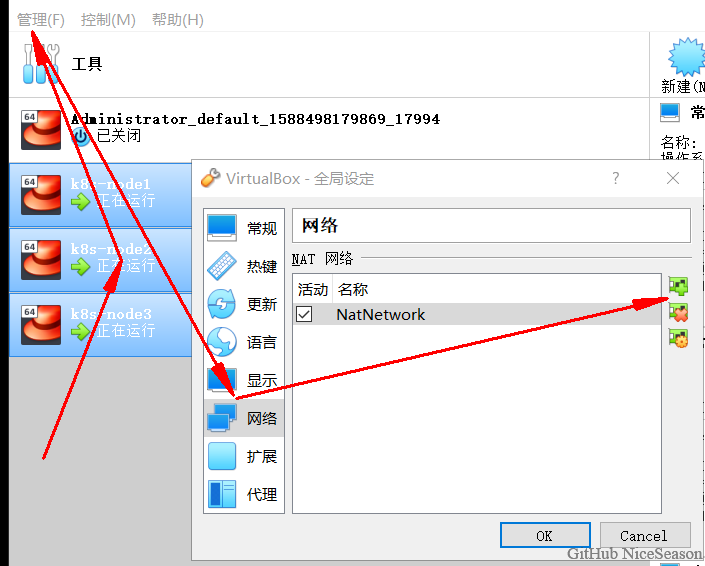 管理(F) 控制(M) 帮助(H)
工具
新建(N
64
Administrator_default_1588498179869_17994
已关闭
常
名称:
操作系
64
k8s-node1
正在运行
64
k8s-node2
正在运行
64
k8s-node3
正在运行
VirtualBox - 全局设定
?
常规
热键
更新
语言
显示
网络
扩展
代理
网络
NAT 网络
活动 名称
NatNetwork
OK Cancel
GitHub NiceSeason